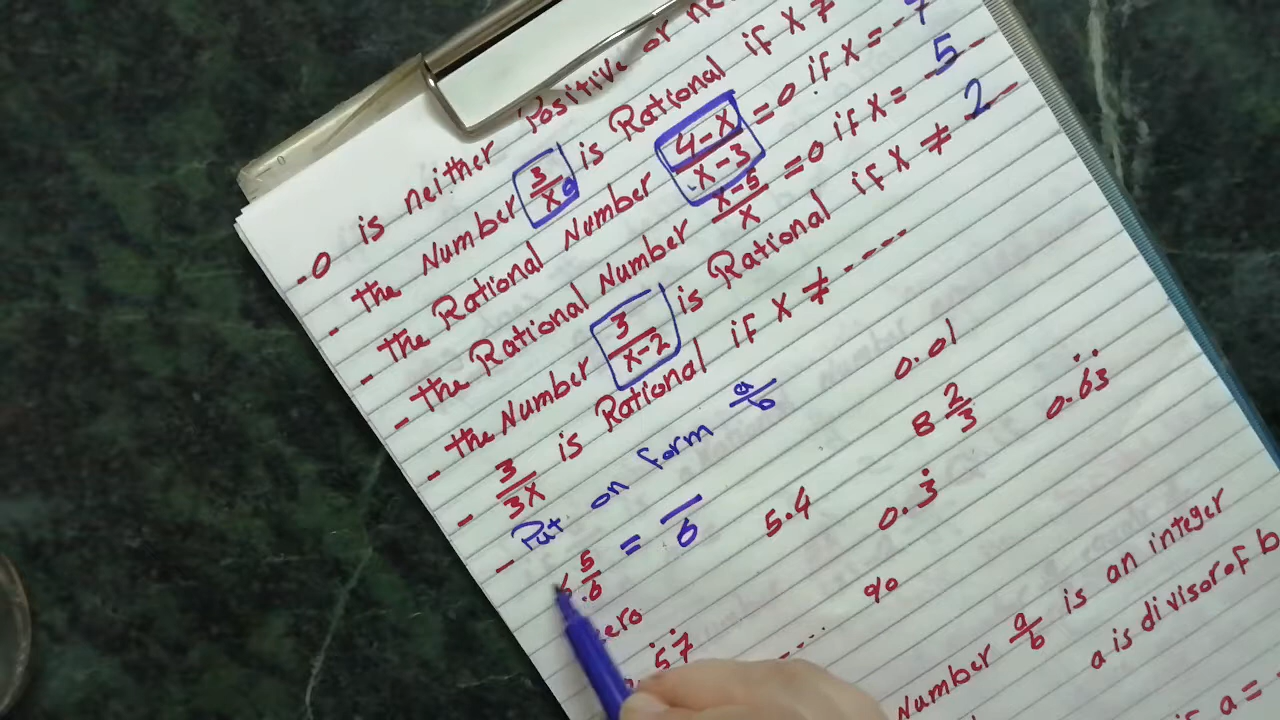 - 0 is neither Positive or ne
- the Number 3/x is Rational if X ≠
- the Rational Number 4-x/x-3 = 0 if X = 7
- the Rational Number x-5/x = 0 if X = 5
- the Number 3/x-2 is Rational if X ≠ 2
- 3/3X is Rational if X ≠ ----
- Put on form a/b
5/6 = /6 5.4 8 2/3 0.01
zero 0.3̇ 0.6̇3̇
57 %
Number a/b is an integer
a is divisor of b
if a =